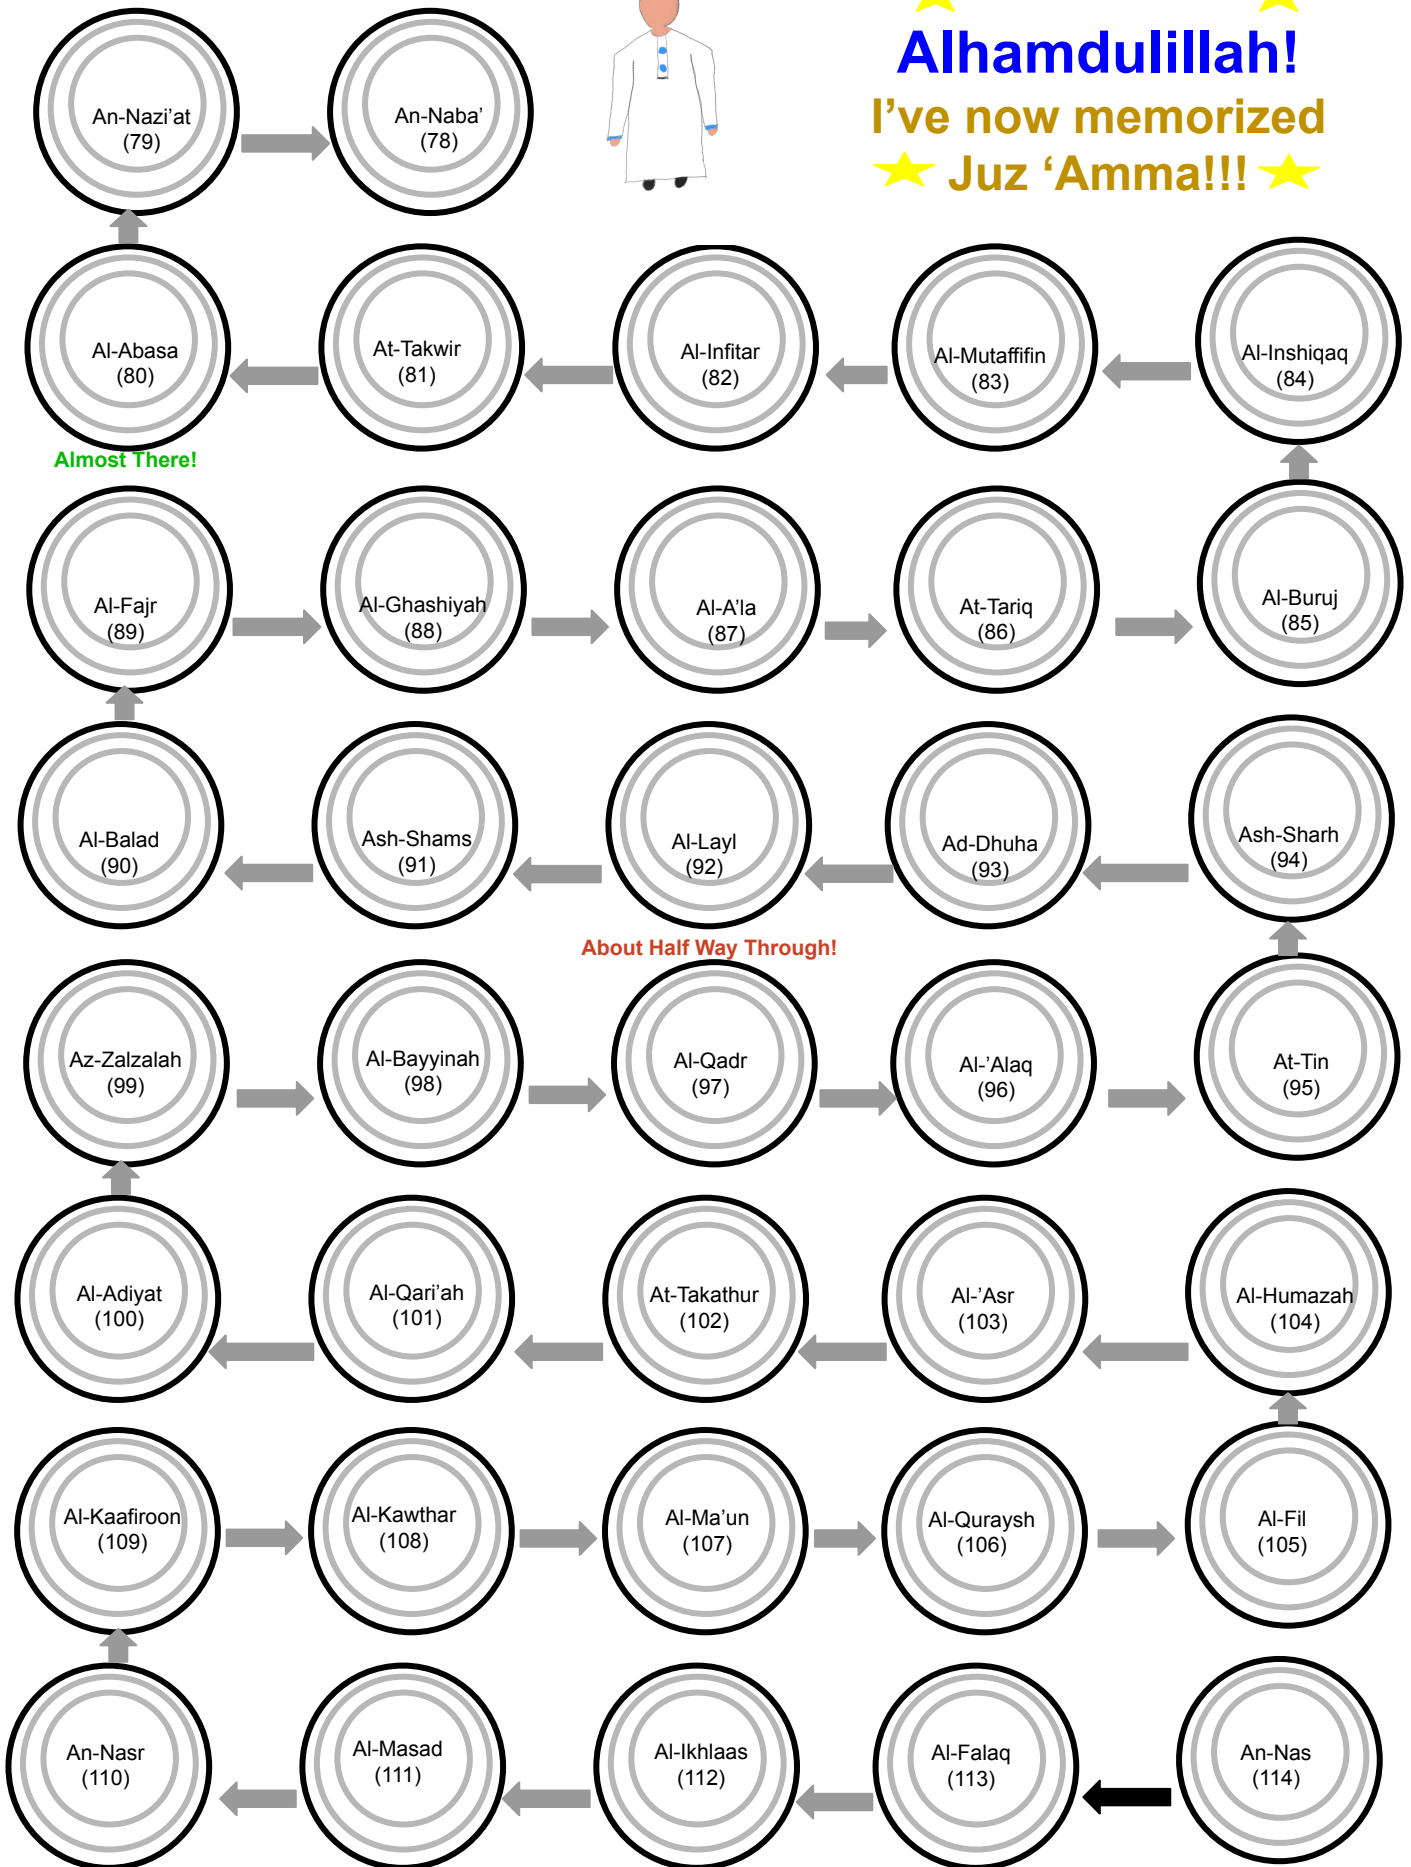 Alhamdulillah!
I've now memorized
Juz ‘Amma!!!
An-Nazi’at
(79)
An-Naba’
(78)
Al-Abasa
(80)
At-Takwir
(81)
Al-Infitar
(82)
Al-Mutaffifin
(83)
Al-Inshiqaq
(84)
Almost There!
Al-Fajr
(89)
Al-Ghashiyah
(88)
Al-A’la
(87)
At-Tariq
(86)
Al-Buruj
(85)
Al-Balad
(90)
Ash-Shams
(91)
Al-Layl
(92)
Ad-Dhuha
(93)
Ash-Sharh
(94)
About Half Way Through!
Az-Zalzalah
(99)
Al-Bayyinah
(98)
Al-Qadr
(97)
Al-’Alaq
(96)
At-Tin
(95)
Al-Adiyat
(100)
Al-Qari’ah
(101)
At-Takathur
(102)
Al-’Asr
(103)
Al-Humazah
(104)
Al-Kaafiroon
(109)
Al-Kawthar
(108)
Al-Ma’un
(107)
Al-Quraysh
(106)
Al-Fil
(105)
An-Nasr
(110)
Al-Masad
(111)
Al-Ikhlaas
(112)
Al-Falaq
(113)
An-Nas
(114)